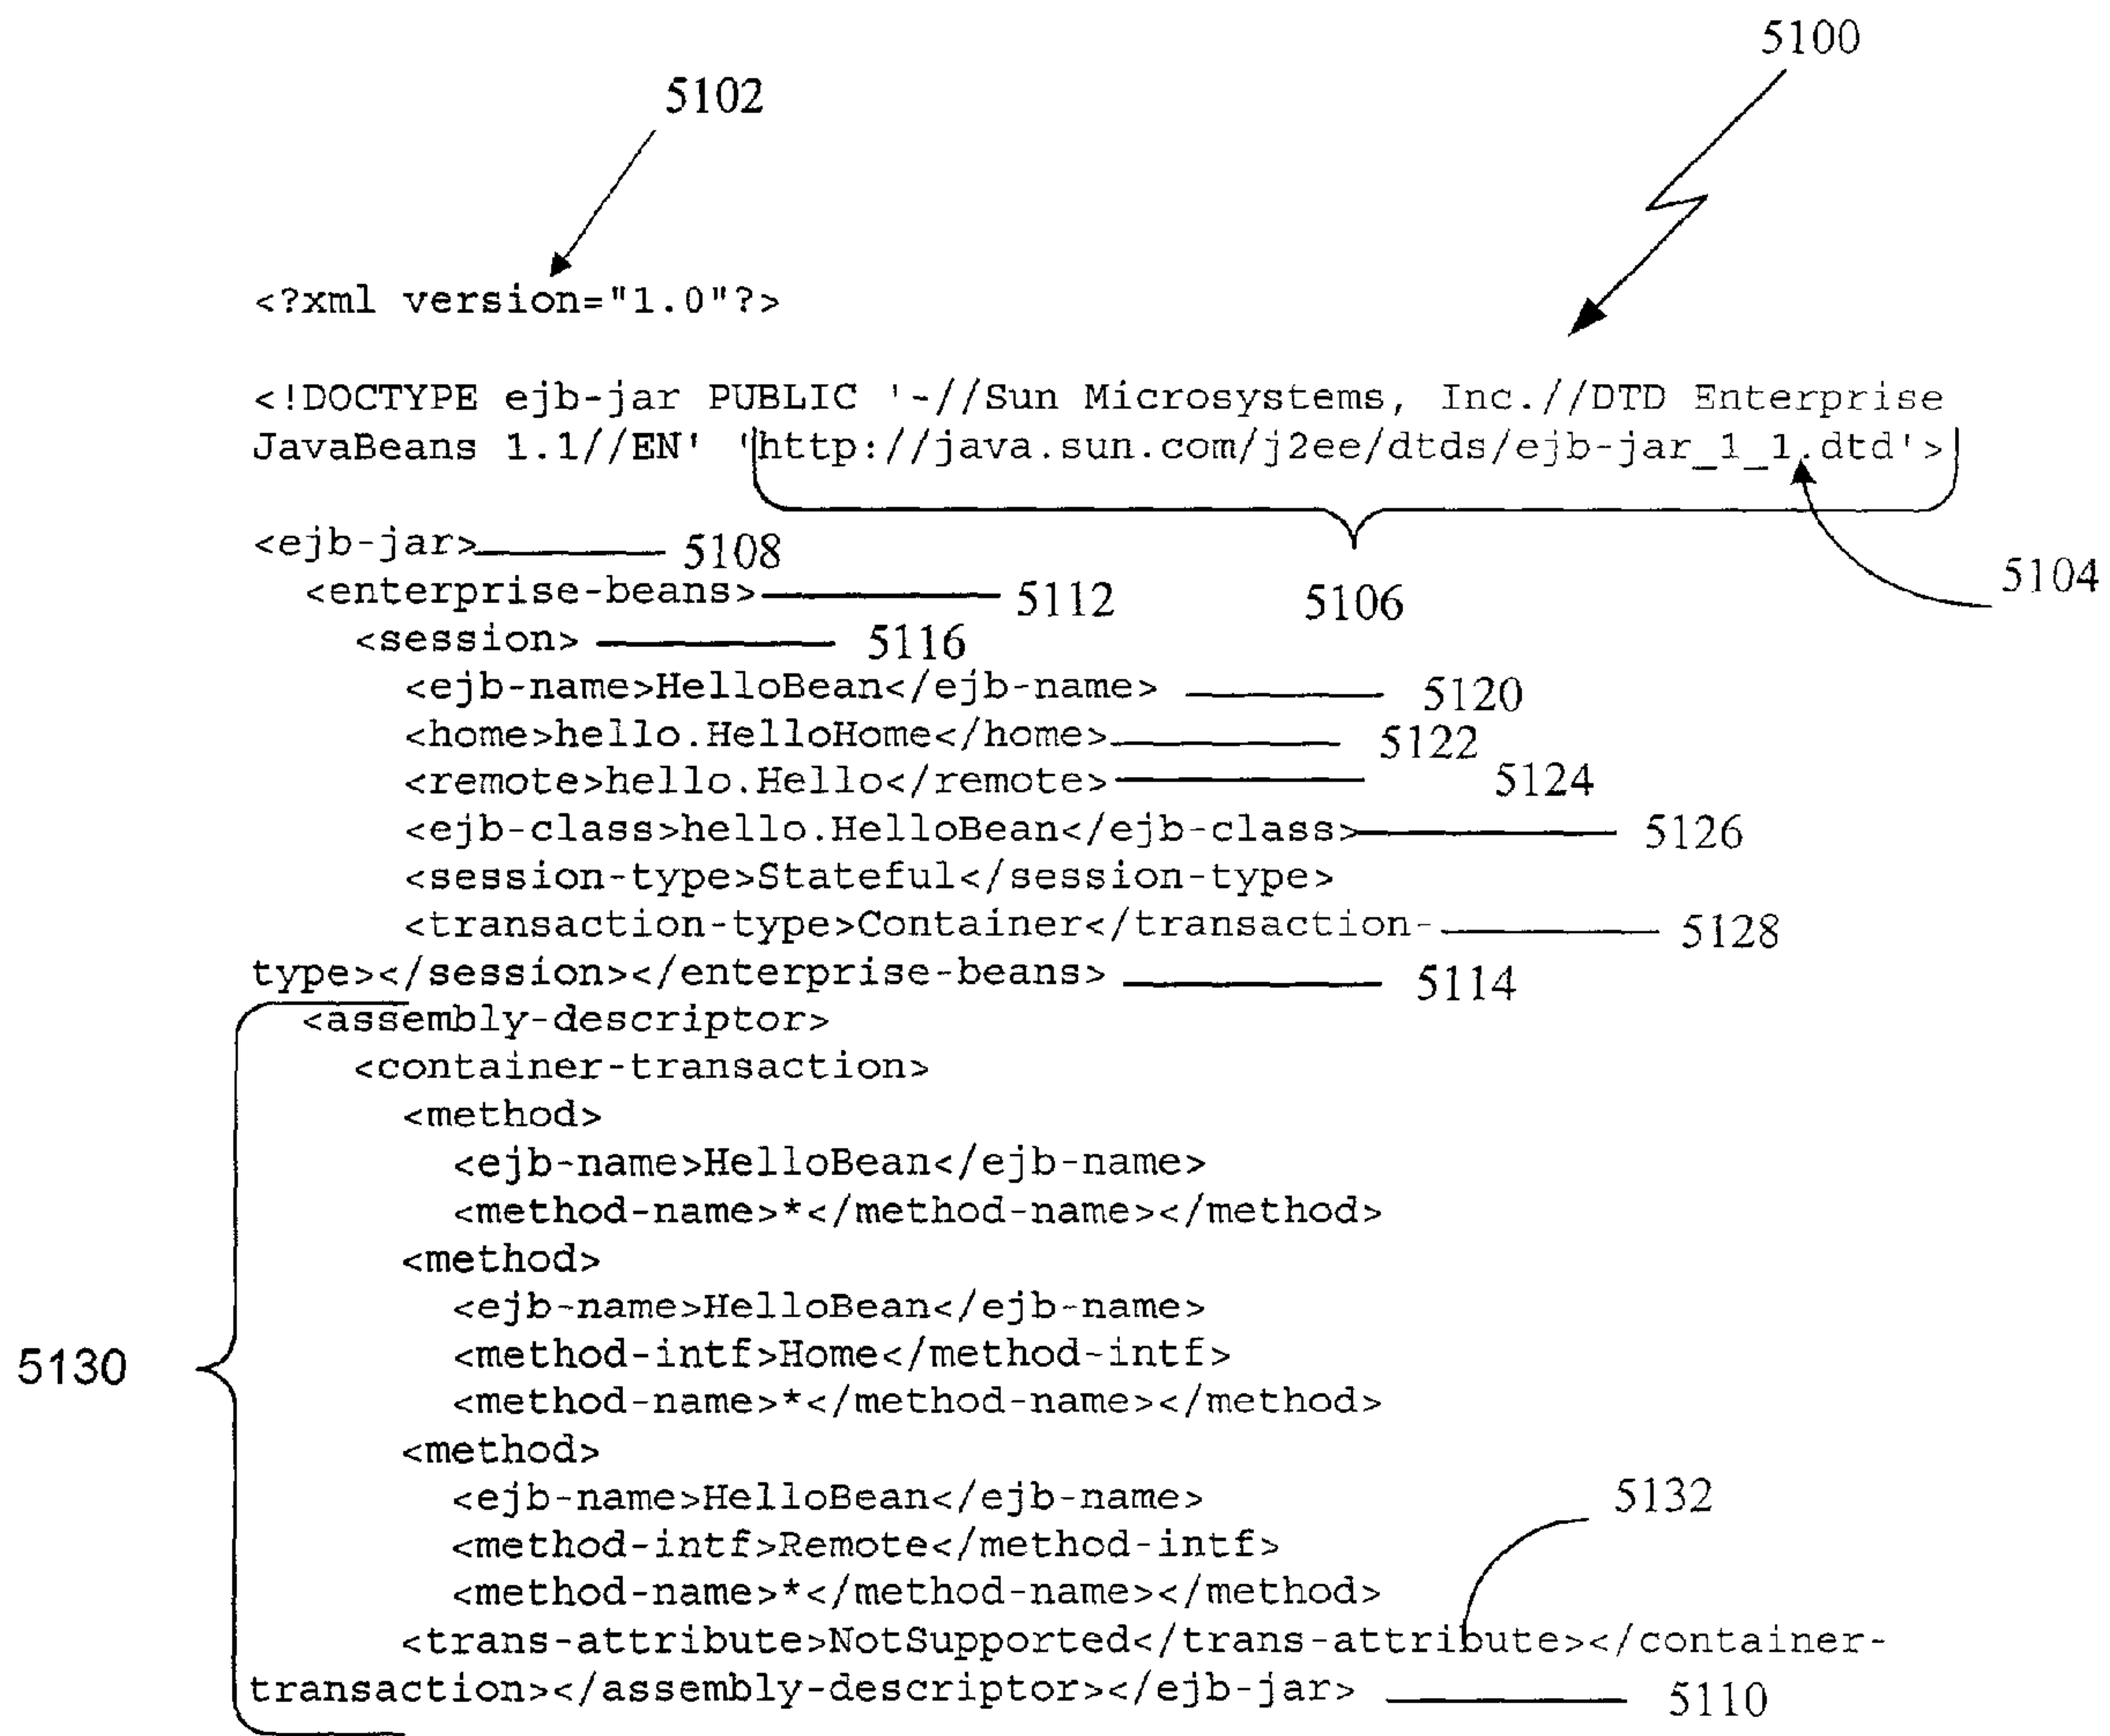 5100
5102
<?xml version="1.0"?>
<!DOCTYPE ejb-jar PUBLIC '-//Sun Microsystems, Inc.//DTD Enterprise
JavaBeans 1.1//EN' 'http://java.sun.com/j2ee/dtds/ejb-jar_1_1.dtd'>
<ejb-jar> 5108
5104
<enterprise-beans> 5112 5106
<session> 5116
<ejb-name>HelloBean</ejb-name> 5120
<home>hello.HelloHome</home> 5122
<remote>hello.Hello</remote> 5124
<ejb-class>hello.HelloBean</ejb-class> 5126
<session-type>Stateful</session-type>
<transaction-type>Container</transaction- 5128
type></session></enterprise-beans> 5114
<assembly-descriptor>
<container-transaction>
<method>
<ejb-name>HelloBean</ejb-name>
<method-name>*</method-name></method>
<method>
<ejb-name>HelloBean</ejb-name>
<method-intf>Home</method-intf>
5130
<method-name>*</method-name></method>
<method>
<ejb-name>HelloBean</ejb-name> 5132
<method-intf>Remote</method-intf>
<method-name>*</method-name></method>
<trans-attribute>NotSupported</trans-attribute></container-
transaction></assembly-descriptor></ejb-jar> 5110